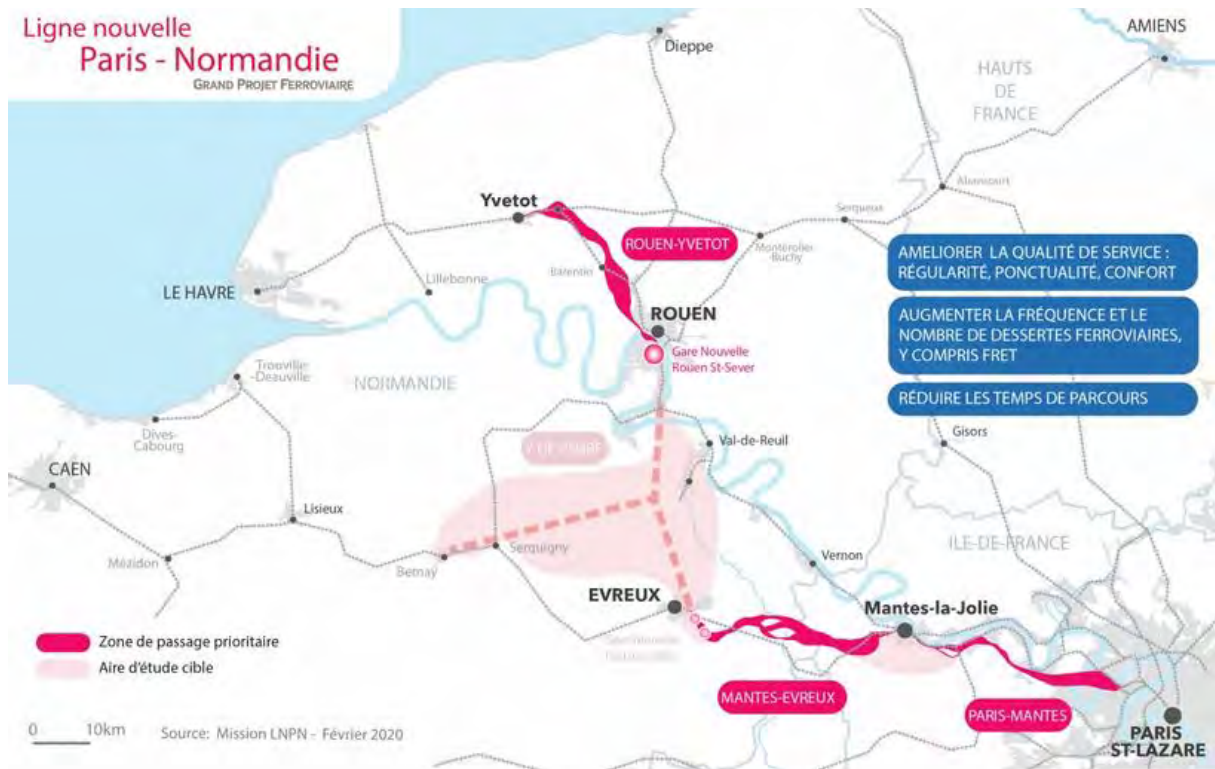 Ligne nouvelle
Paris - Normandie
GRAND PROJET FERROVIAIRE
Dieppe
AMIENS
HAUTS
DE
FRANCE
Abancourt
Yvetot
Serqueux
ROUEN-YVETOT
Montérolier-
Buchy
AMELIORER LA QUALITÉ DE SERVICE :
RÉGULARITÉ, PONCTUALITÉ, CONFORT
Barentin
Lillebonne
LE HAVRE
ROUEN
AUGMENTER LA FRÉQUENCE ET LE
NOMBRE DE DESSERTES FERROVIAIRES,
Y COMPRIS FRET
Gare Nouvelle
Rouen St-Sever
Trouville
-Deauville
NORMANDIE
RÉDUIRE LES TEMPS DE PARCOURS
Dives-
Cabourg
Val-de-Reuil
Gisors
CAEN
Lisieux
Serquigny
ILE-DE-FRANCE
Mézidon
Bernay
Vernon
EVREUX
Mantes-la-Jolie
Zone de passage prioritaire
Aire d'étude cible
MANTES-EVREUX
PARIS-MANTES
0 10km
Source: Mission LNPN - Février 2020
PARIS
ST-LAZARE